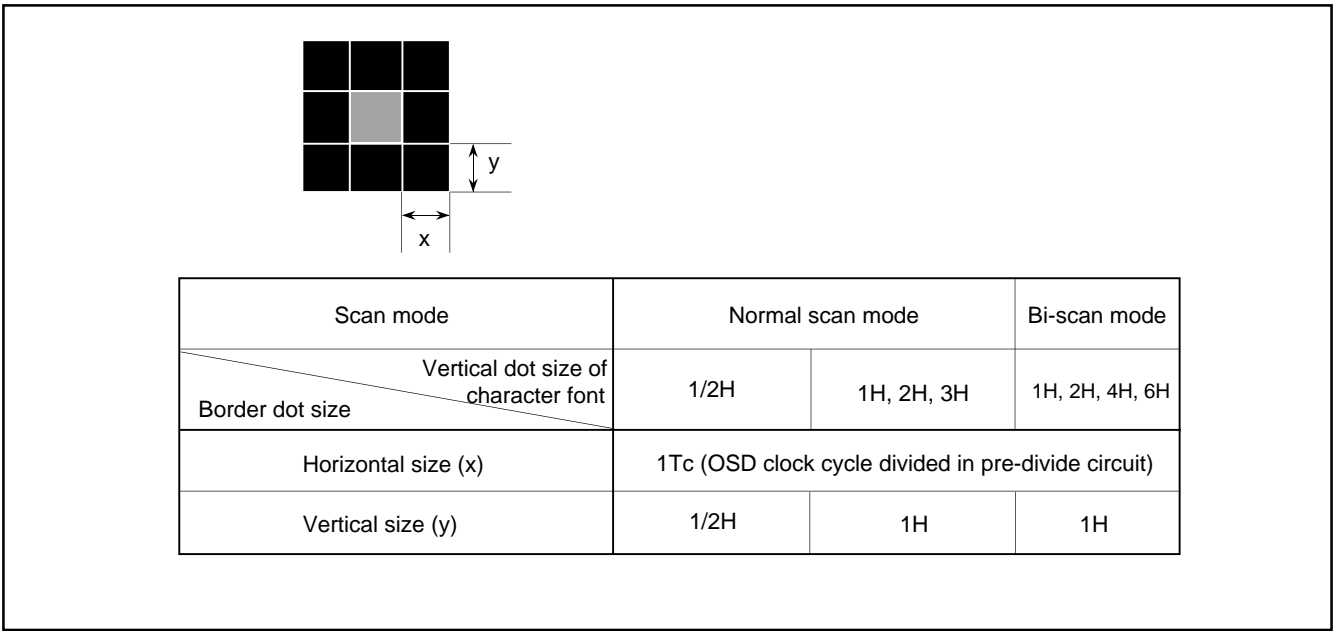 y
x
Scan mode
Normal scan mode
Bi-scan mode
Vertical dot size of
character font
Border dot size
1/2H
1H, 2H, 3H
1H, 2H, 4H, 6H
Horizontal size (x)
1Tc (OSD clock cycle divided in pre-divide circuit)
Vertical size (y)
1/2H
1H
1H